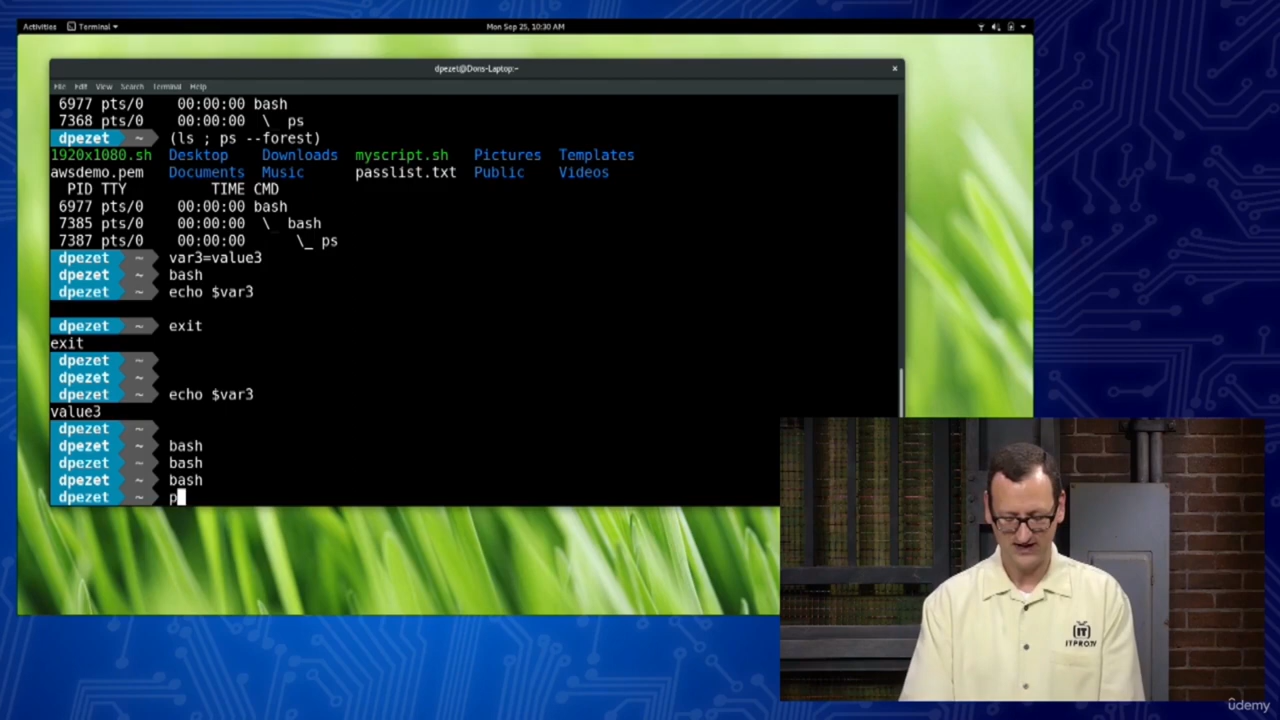 Activities Terminal Mon Sep 25, 10:30 AM
dpezet@Dons-Laptop:~
File Edit View Search Terminal Help
6977 pts/0 00:00:00 bash
7368 pts/0 00:00:00 \_ ps
dpezet ~ (ls ; ps --forest)
1920x1080.sh Desktop Downloads myscript.sh Pictures Templates
awsdemo.pem Documents Music passlist.txt Public Videos
PID TTY TIME CMD
6977 pts/0 00:00:00 bash
7385 pts/0 00:00:00 \_ bash
7387 pts/0 00:00:00 \_ ps
dpezet ~ var3=value3
dpezet ~ bash
dpezet ~ echo $var3
dpezet ~ exit
exit
dpezet ~
dpezet ~
dpezet ~ echo $var3
value3
dpezet ~
dpezet ~ bash
dpezet ~ bash
dpezet ~ bash
dpezet ~ p
IT
ITPRO.TV
ûdemy